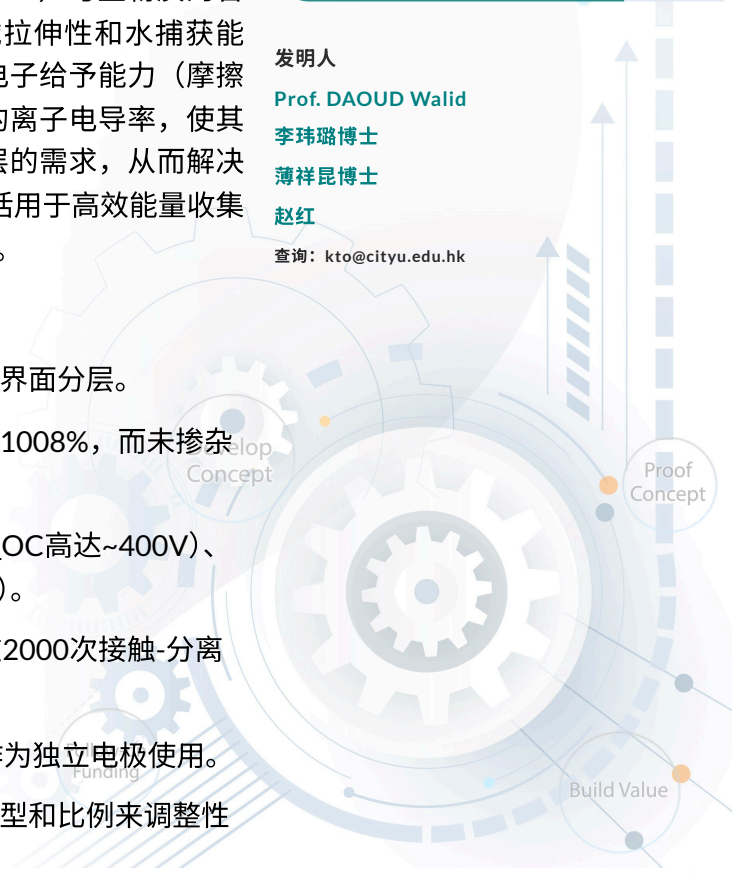 拉伸性和水捕获能
电子给予能力（摩擦
的离子电导率，使其
层的需求，从而解决
活用于高效能量收集
。
界面分层。
1008%，而未掺杂
OC高达~400V）、
）。
2000次接触-分离
作为独立电极使用。
型和比例来调整性
发明人
Prof. DAOUD Walid
李玮璐博士
薄祥昆博士
赵红
查询：kto@cityu.edu.hk
Develop
Concept
Proof
Concept
Funding
Build Value